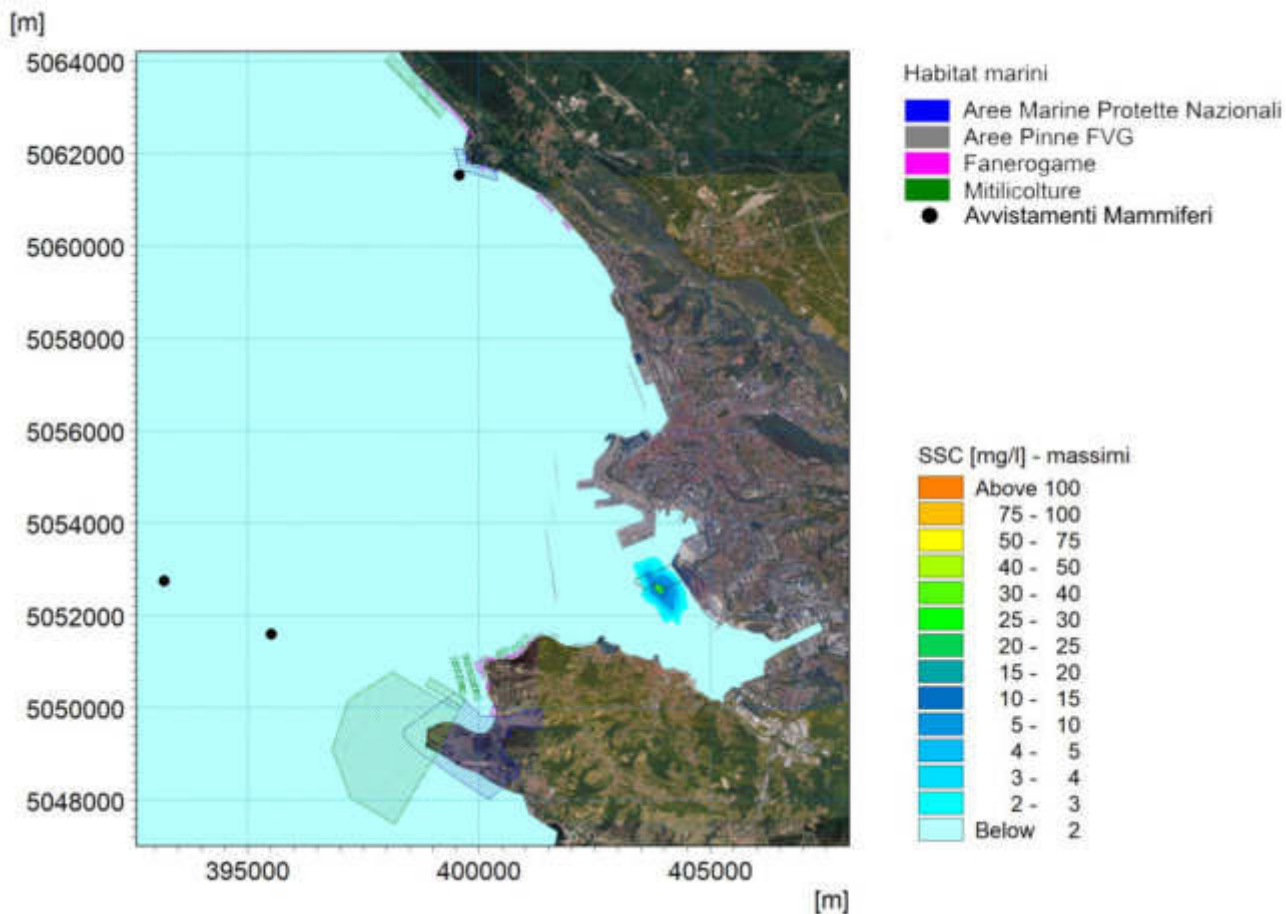 [m]
5064000
5062000
5060000
5058000
5056000
5054000
5052000
5050000
5048000
395000 400000 405000
[m]
Habitat marini
Aree Marine Protette Nazionali
Aree Pinne FVG
Fanerogame
Mitilicolture
Avvistamenti Mammiferi
SSC [mg/l] - massimi
Above 100
75 - 100
50 - 75
40 - 50
30 - 40
25 - 30
20 - 25
15 - 20
10 - 15
5 - 10
4 - 5
3 - 4
2 - 3
Below 2